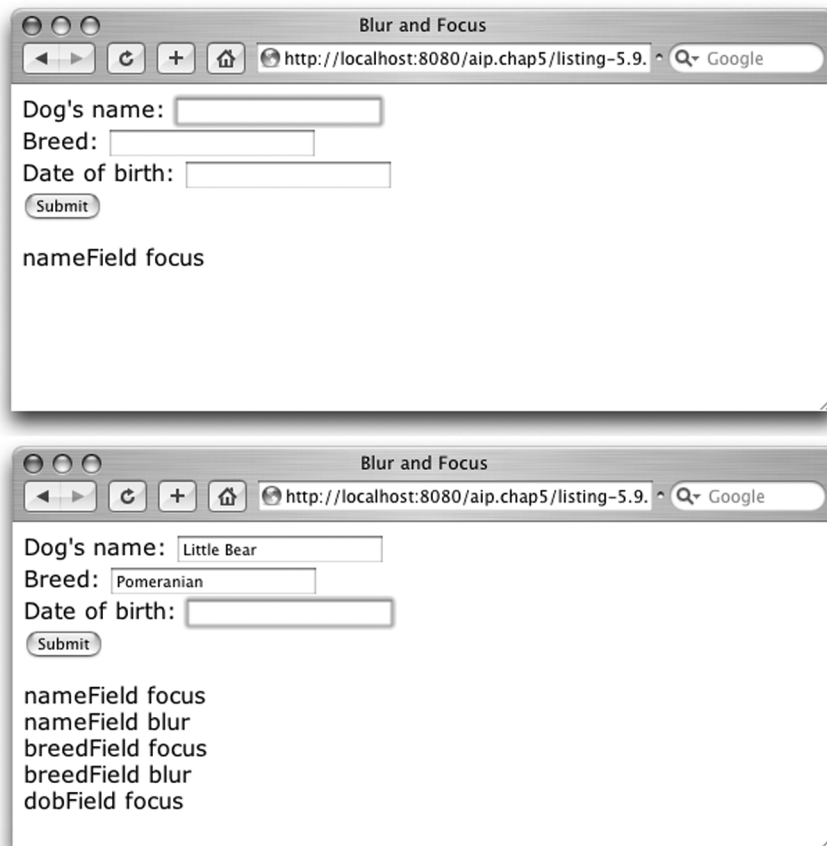 Blur and Focus
http://localhost:8080/aip.chap5/listing-5.9.
Google
Dog's name:
Breed:
Date of birth:
Submit
nameField focus
Blur and Focus
http://localhost:8080/aip.chap5/listing-5.9.
Google
Dog's name: Little Bear
Breed: Pomeranian
Date of birth:
Submit
nameField focus
nameField blur
breedField focus
breedField blur
dobField focus